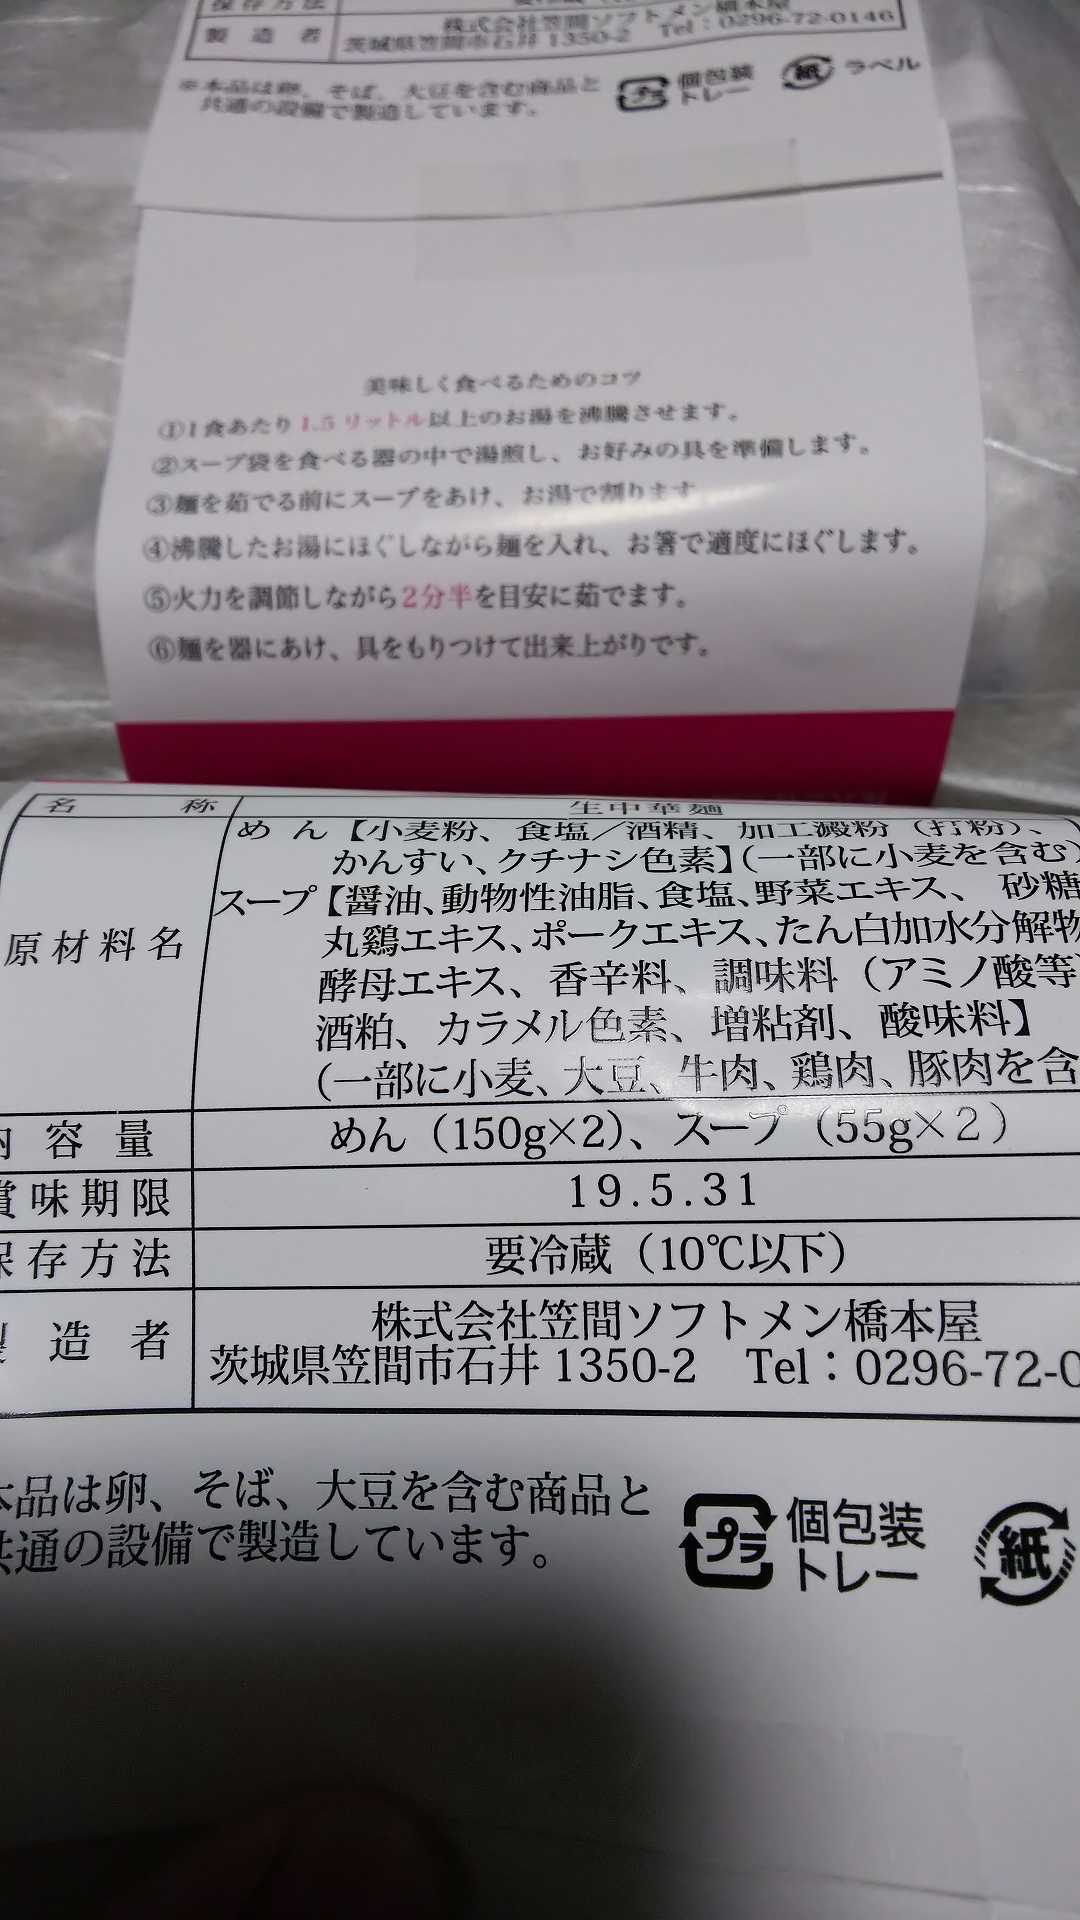 保存方法
製造者 株式会社笠間ソフトメン橋本屋
茨城県笠間市石井 1350-2 Tel：0296-72-0146
※本品は卵、そば、大豆を含む商品と
共通の設備で製造しています。
プラ 個包装
トレー
紙 ラベル
美味しく食べるためのコツ
①1食あたり1.5リットル以上のお湯を沸騰させます。
②スープ袋を食べる器の中で湯煎し、お好みの具を準備します。
③麺を茹でる前にスープをあけ、お湯で割ります
④沸騰したお湯にほぐしながら麺を入れ、お箸で適度にほぐします。
⑤火力を調節しながら2分半を目安に茹でます。
⑥麺を器にあけ、具をもりつけて出来上がりです。
名称 生中華麺
原材料名 めん【小麦粉、食塩／酒精、加工澱粉（打粉）、
かんすい、クチナシ色素】（一部に小麦を含む）
スープ【醤油、動物性油脂、食塩、野菜エキス、砂糖
丸鶏エキス、ポークエキス、たん白加水分解物
酵母エキス、香辛料、調味料（アミノ酸等）
酒粕、カラメル色素、増粘剤、酸味料】
（一部に小麦、大豆、牛肉、鶏肉、豚肉を含
内容量 めん（150g×2）、スープ（55g×2）
賞味期限 19.5.31
保存方法 要冷蔵（10℃以下）
製造者 株式会社笠間ソフトメン橋本屋
茨城県笠間市石井 1350-2 Tel：0296-72-0
本品は卵、そば、大豆を含む商品と
共通の設備で製造しています。
プラ 個包装
トレー
紙